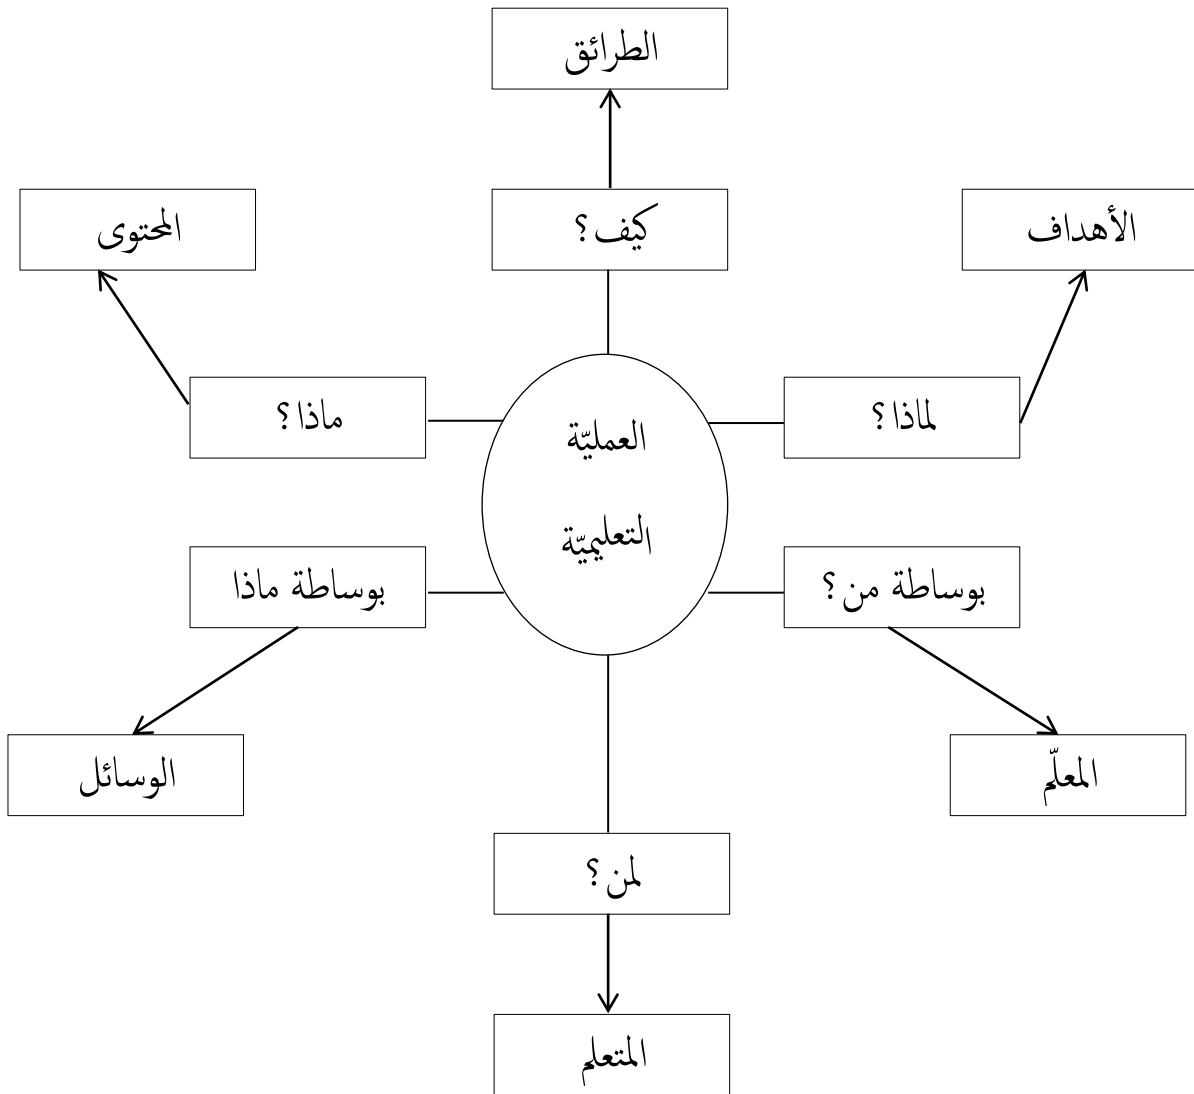 الطرائق
الأهداف
كيف؟
المحتوى
لماذا؟
ماذا؟
العمليّة
التعليميّة
بوساطة من؟
بوساطة ماذا
المعلّم
الوسائل
لمن؟
المتعلم